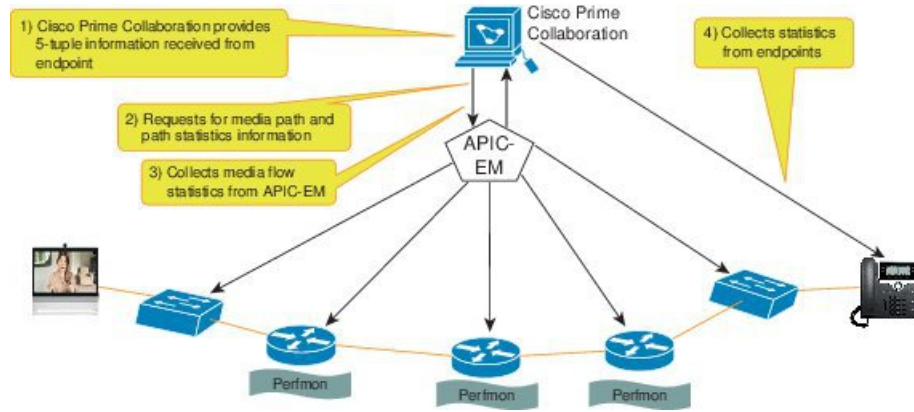 1) Cisco Prime Collaboration provides
5-tuple information received from
endpoint
Cisco Prime
Collaboration
4) Collects statistics
from endpoints
2) Requests for media path and
path statistics information
3) Collects media flow
statistics from APIC-EM
APIC-
EM
Perfmon
Perfmon
Perfmon